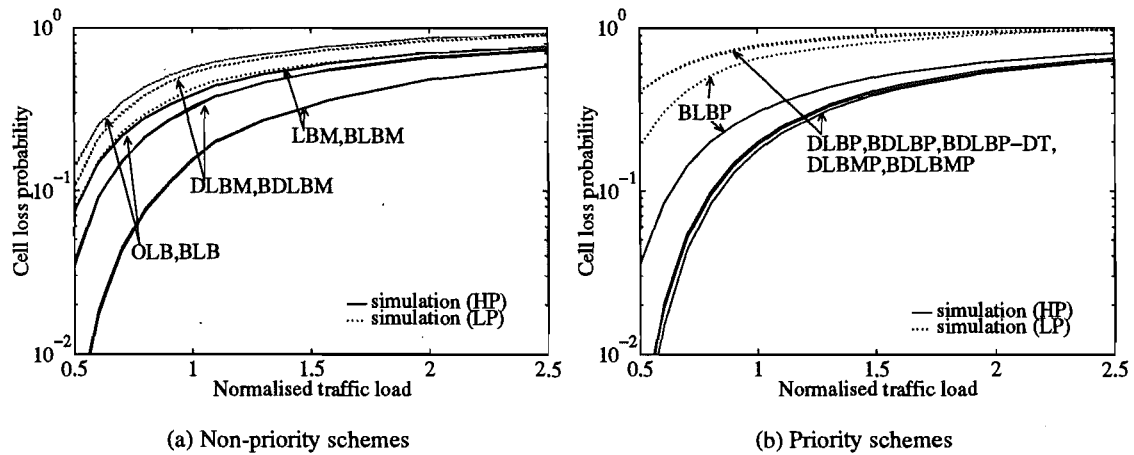 10^0
10^-1
10^-2
Cell loss probability
LBM,BLBM
DLBM,BDLBM
OLB,BLB
simulation (HP)
simulation (LP)
0.5 1 1.5 2 2.5
Normalised traffic load
(a) Non-priority schemes
10^0
10^-1
10^-2
Cell loss probability
BLBP
DLBP,BDLBP,BDLBP-DT,
DLBMP,BDLBMP
simulation (HP)
simulation (LP)
0.5 1 1.5 2 2.5
Normalised traffic load
(b) Priority schemes